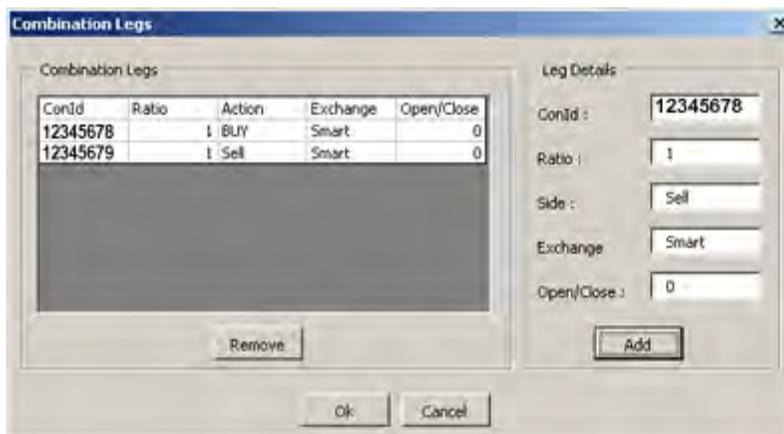 Combination Legs
Combination Legs
ConId Ratio Action Exchange Open/Close
12345678 1 BUY Smart 0
12345679 1 Sell Smart 0
Remove
Leg Details
ConId : 12345678
Ratio : 1
Side : Sell
Exchange Smart
Open/Close : 0
Add
Ok Cancel